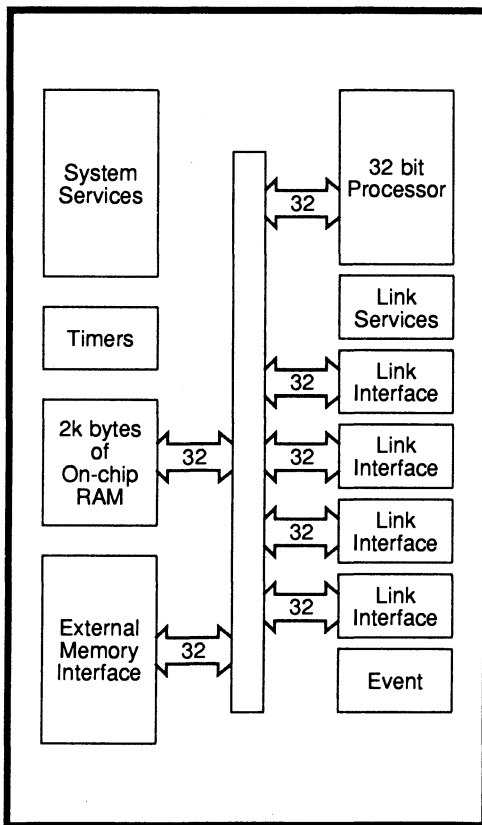 System
Services
32 bit
Processor
32
Link
Services
Timers
Link
Interface
32
2k bytes
of
On-chip
RAM
32
32
Link
Interface
32
Link
Interface
32
Link
Interface
External
Memory
Interface
32
Event